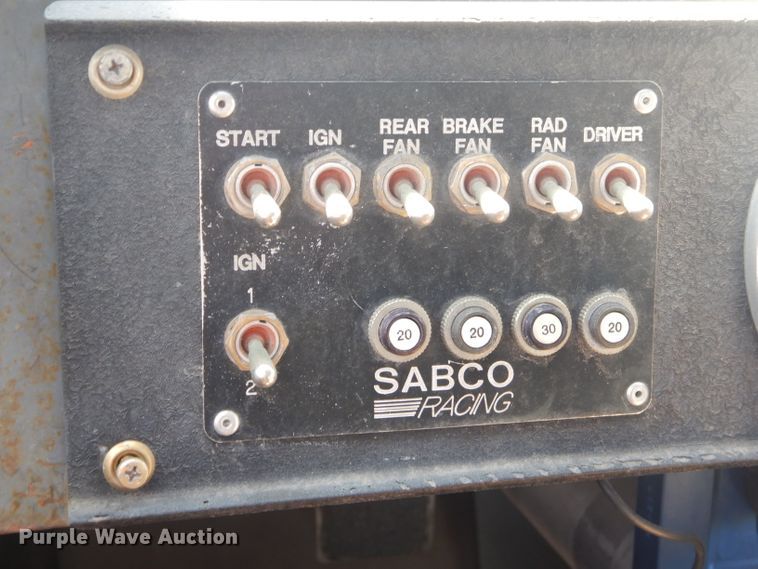 START IGN REAR FAN BRAKE FAN RAD FAN DRIVER
IGN
1
2
20 20 30 20
SABCO
RACING
Purple Wave Auction